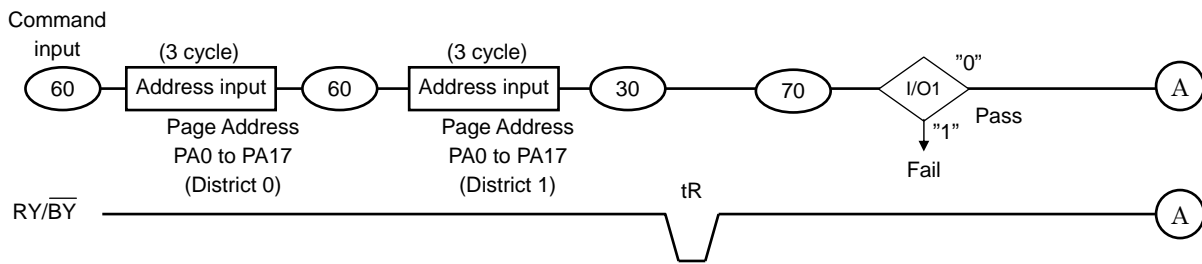 Command
input
(3 cycle)
(3 cycle)
"0"
60
Address input
60
Address input
30
70
I/O1
A
Page Address
PA0 to PA17
(District 0)
Page Address
PA0 to PA17
(District 1)
"1"
Pass
Fail
tR
RY/B̅Y̅
A